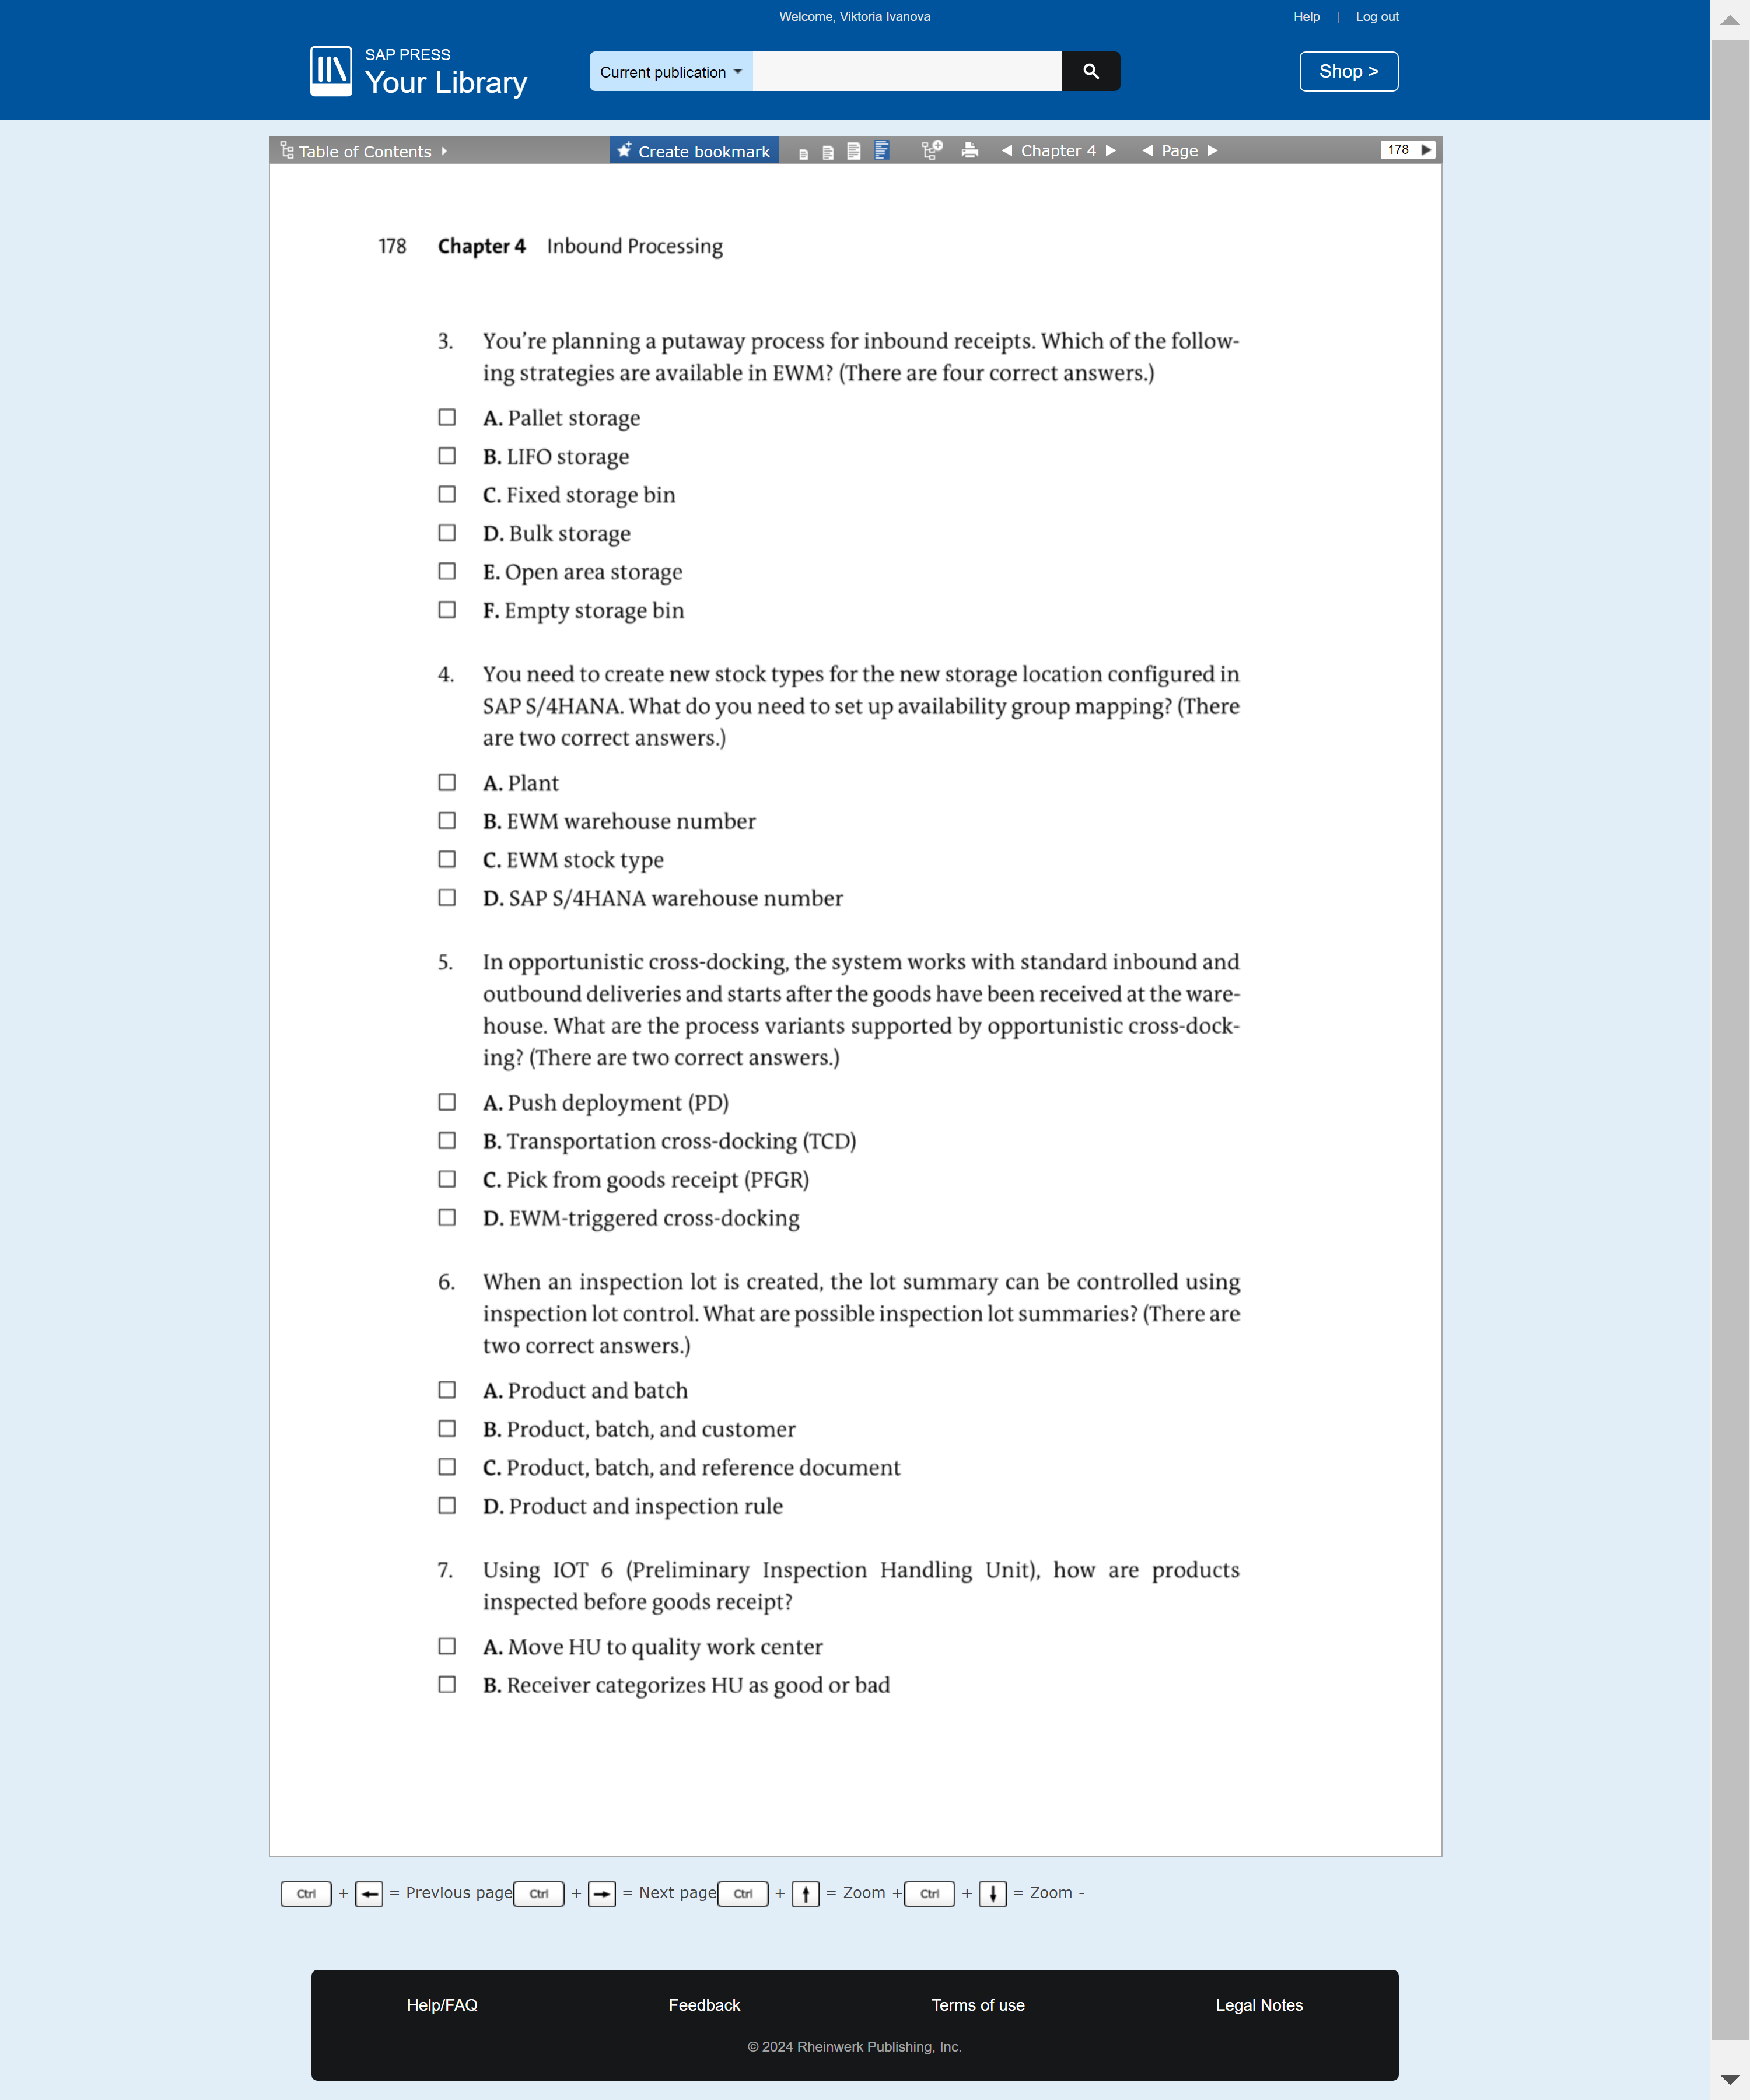 Welcome, Viktoria Ivanova
Help | Log out
SAP PRESS
Your Library
Current publication
Shop >
Table of Contents
Create bookmark
Chapter 4
Page
178
178 Chapter 4 Inbound Processing
3. You're planning a putaway process for inbound receipts. Which of the follow-
ing strategies are available in EWM? (There are four correct answers.)
A. Pallet storage
B. LIFO storage
C. Fixed storage bin
D. Bulk storage
E. Open area storage
F. Empty storage bin
4. You need to create new stock types for the new storage location configured in
SAP S/4HANA. What do you need to set up availability group mapping? (There
are two correct answers.)
A. Plant
B. EWM warehouse number
C. EWM stock type
D. SAP S/4HANA warehouse number
5. In opportunistic cross-docking, the system works with standard inbound and
outbound deliveries and starts after the goods have been received at the ware-
house. What are the process variants supported by opportunistic cross-dock-
ing? (There are two correct answers.)
A. Push deployment (PD)
B. Transportation cross-docking (TCD)
C. Pick from goods receipt (PFGR)
D. EWM-triggered cross-docking
6. When an inspection lot is created, the lot summary can be controlled using
inspection lot control. What are possible inspection lot summaries? (There are
two correct answers.)
A. Product and batch
B. Product, batch, and customer
C. Product, batch, and reference document
D. Product and inspection rule
7. Using IOT 6 (Preliminary Inspection Handling Unit), how are products
inspected before goods receipt?
A. Move HU to quality work center
B. Receiver categorizes HU as good or bad
Ctrl + ← = Previous page Ctrl + → = Next page Ctrl + ↑ = Zoom + Ctrl + ↓ = Zoom -
Help/FAQ
Feedback
Terms of use
Legal Notes
© 2024 Rheinwerk Publishing, Inc.